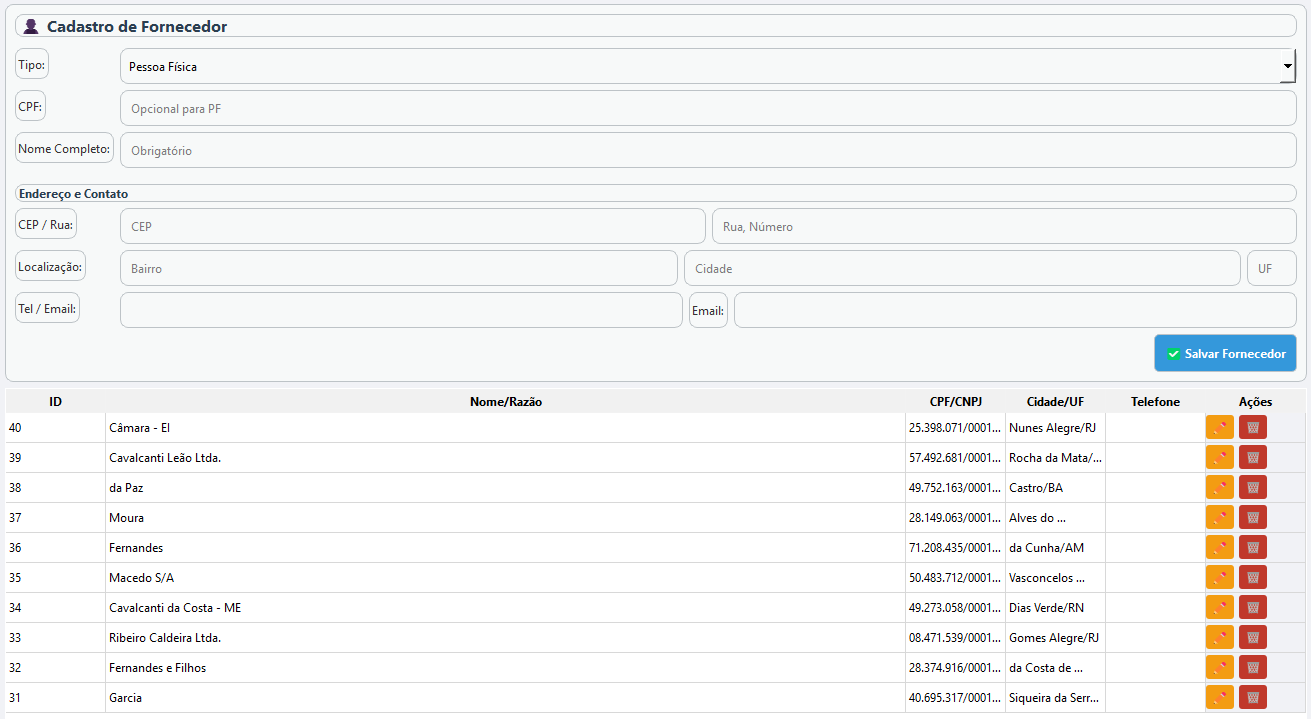 Cadastro de Fornecedor
Tipo: Pessoa Física
CPF: Opcional para PF
Nome Completo: Obrigatório
Endereço e Contato
CEP / Rua: CEP Rua, Número
Localização: Bairro Cidade UF
Tel / Email: Email:
Salvar Fornecedor
ID Nome/Razão CPF/CNPJ Cidade/UF Telefone Ações
40 Câmara - EI 25.398.071/0001... Nunes Alegre/RJ
39 Cavalcanti Leão Ltda. 57.492.681/0001... Rocha da Mata/...
38 da Paz 49.752.163/0001... Castro/BA
37 Moura 28.149.063/0001... Alves do ...
36 Fernandes 71.208.435/0001... da Cunha/AM
35 Macedo S/A 50.483.712/0001... Vasconcelos ...
34 Cavalcanti da Costa - ME 49.273.058/0001... Dias Verde/RN
33 Ribeiro Caldeira Ltda. 08.471.539/0001... Gomes Alegre/RJ
32 Fernandes e Filhos 28.374.916/0001... da Costa de ...
31 Garcia 40.695.317/0001... Siqueira da Serr...